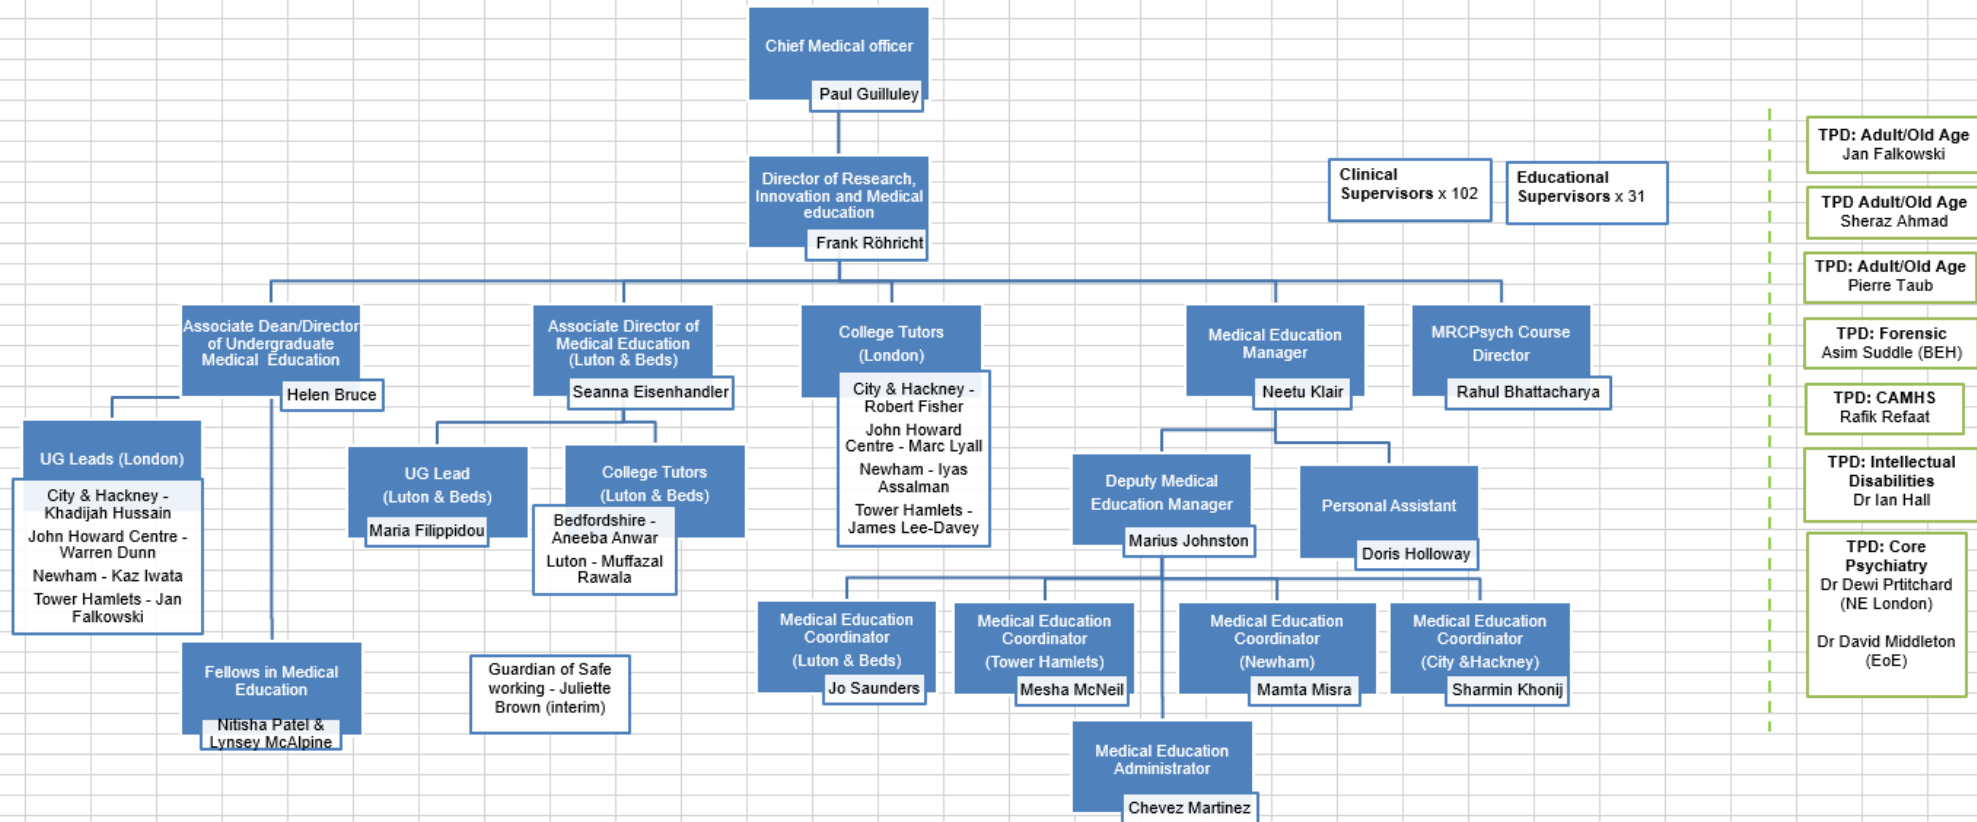 Chief Medical officer
Paul Guilluley
Director of Research,
Innovation and Medical
education
Frank Röhricht
Clinical
Supervisors x 102
Educational
Supervisors x 31
Associate Dean/Director
of Undergraduate
Medical Education
Helen Bruce
Associate Director of
Medical Education
(Luton & Beds)
Seanna Eisenhandler
College Tutors
(London)
City & Hackney -
Robert Fisher
John Howard
Centre - Marc Lyall
Newham - Iyas
Assalman
Tower Hamlets -
James Lee-Davey
Medical Education
Manager
Neetu Klair
MRCPsych Course
Director
Rahul Bhattacharya
UG Leads (London)
City & Hackney -
Khadijah Hussain
John Howard Centre -
Warren Dunn
Newham - Kaz Iwata
Tower Hamlets - Jan
Falkowski
UG Lead
(Luton & Beds)
Maria Filippidou
College Tutors
(Luton & Beds)
Bedfordshire -
Aneeba Anwar
Luton - Muffazal
Rawala
Deputy Medical
Education Manager
Marius Johnston
Personal Assistant
Doris Holloway
Fellows in Medical
Education
Nitisha Patel &
Lynsey McAlpine
Guardian of Safe
working - Juliette
Brown (interim)
Medical Education
Coordinator
(Luton & Beds)
Jo Saunders
Medical Education
Coordinator
(Tower Hamlets)
Mesha McNeil
Medical Education
Coordinator
(Newham)
Mamta Misra
Medical Education
Coordinator
(City &Hackney)
Sharmin Khonij
Medical Education
Administrator
Chevez Martinez
TPD: Adult/Old Age
Jan Falkowski
TPD Adult/Old Age
Sheraz Ahmad
TPD: Adult/Old Age
Pierre Taub
TPD: Forensic
Asim Suddle (BEH)
TPD: CAMHS
Rafik Refaat
TPD: Intellectual
Disabilities
Dr Ian Hall
TPD: Core
Psychiatry
Dr Dewi Prtitchard
(NE London)
Dr David Middleton
(EoE)